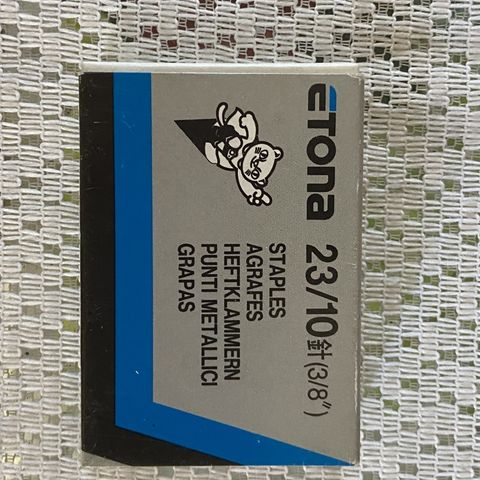 ETONA 23/10針(3/8")
STAPLES
AGRAFES
HEFTKLAMMERN
PUNTI METALLICI
GRAPAS